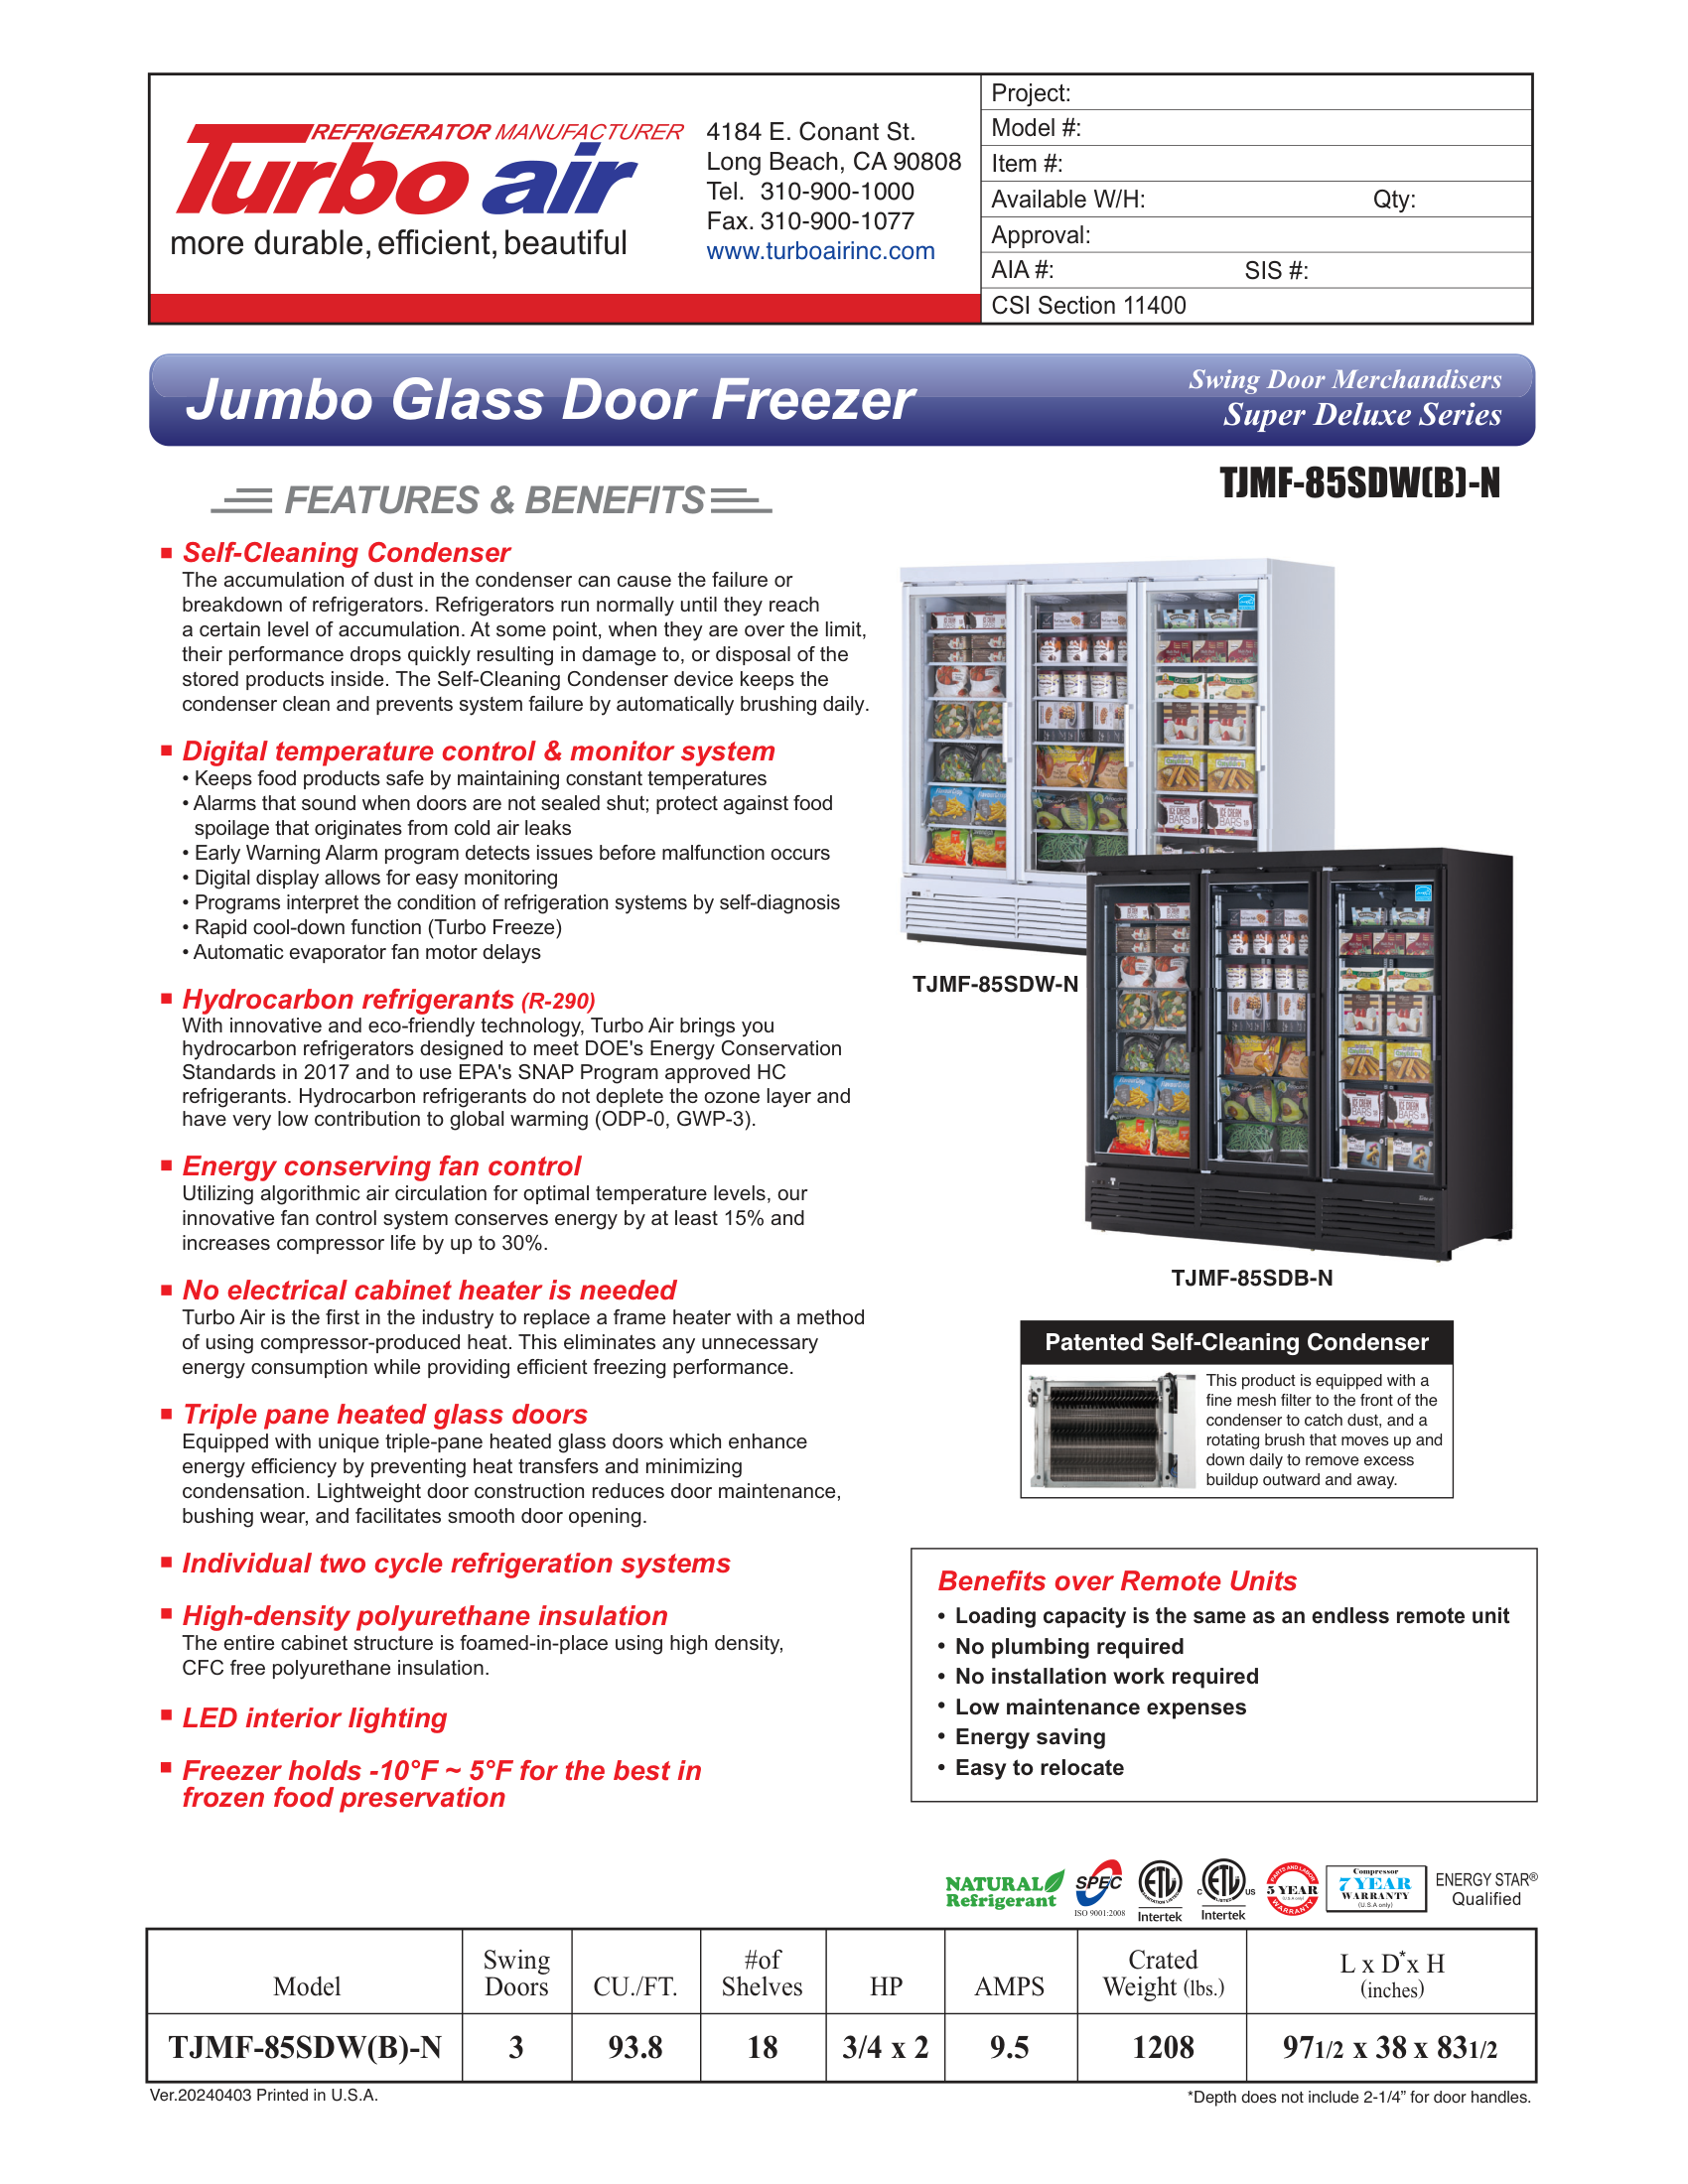 REFRIGERATOR MANUFACTURER
Turbo air
more durable, efficient, beautiful
4184 E. Conant St.
Long Beach, CA 90808
Tel. 310-900-1000
Fax. 310-900-1077
www.turboairinc.com
Project:
Model #:
Item #:
Available W/H: Qty:
Approval:
AIA #: SIS #:
CSI Section 11400
Jumbo Glass Door Freezer
Swing Door Merchandisers
Super Deluxe Series
TJMF-85SDW(B)-N
FEATURES & BENEFITS
Self-Cleaning Condenser
The accumulation of dust in the condenser can cause the failure or
breakdown of refrigerators. Refrigerators run normally until they reach
a certain level of accumulation. At some point, when they are over the limit,
their performance drops quickly resulting in damage to, or disposal of the
stored products inside. The Self-Cleaning Condenser device keeps the
condenser clean and prevents system failure by automatically brushing daily.
Digital temperature control & monitor system
• Keeps food products safe by maintaining constant temperatures
• Alarms that sound when doors are not sealed shut; protect against food
spoilage that originates from cold air leaks
• Early Warning Alarm program detects issues before malfunction occurs
• Digital display allows for easy monitoring
• Programs interpret the condition of refrigeration systems by self-diagnosis
• Rapid cool-down function (Turbo Freeze)
• Automatic evaporator fan motor delays
Hydrocarbon refrigerants (R-290)
With innovative and eco-friendly technology, Turbo Air brings you
hydrocarbon refrigerators designed to meet DOE's Energy Conservation
Standards in 2017 and to use EPA's SNAP Program approved HC
refrigerants. Hydrocarbon refrigerants do not deplete the ozone layer and
have very low contribution to global warming (ODP-0, GWP-3).
Energy conserving fan control
Utilizing algorithmic air circulation for optimal temperature levels, our
innovative fan control system conserves energy by at least 15% and
increases compressor life by up to 30%.
No electrical cabinet heater is needed
Turbo Air is the first in the industry to replace a frame heater with a method
of using compressor-produced heat. This eliminates any unnecessary
energy consumption while providing efficient freezing performance.
Triple pane heated glass doors
Equipped with unique triple-pane heated glass doors which enhance
energy efficiency by preventing heat transfers and minimizing
condensation. Lightweight door construction reduces door maintenance,
bushing wear, and facilitates smooth door opening.
Individual two cycle refrigeration systems
High-density polyurethane insulation
The entire cabinet structure is foamed-in-place using high density,
CFC free polyurethane insulation.
LED interior lighting
Freezer holds -10°F ~ 5°F for the best in
frozen food preservation
TJMF-85SDW-N
TJMF-85SDB-N
Patented Self-Cleaning Condenser
This product is equipped with a
fine mesh filter to the front of the
condenser to catch dust, and a
rotating brush that moves up and
down daily to remove excess
buildup outward and away.
Benefits over Remote Units
• Loading capacity is the same as an endless remote unit
• No plumbing required
• No installation work required
• Low maintenance expenses
• Energy saving
• Easy to relocate
NATURAL
Refrigerant
SPEC
ISO 9001:2008
ETL
SANITATION LISTED
Intertek
C ETL US
LISTED
Intertek
PARTS AND LABOR
5 YEAR
(U.S.A only)
WARRANTY
Compressor
7 YEAR
WARRANTY
(U.S.A only)
ENERGY STAR®
Qualified
Model Swing Doors CU./FT. #of Shelves HP AMPS Crated Weight (lbs.) L x D* x H (inches)
TJMF-85SDW(B)-N 3 93.8 18 3/4 x 2 9.5 1208 971/2 x 38 x 831/2
Ver.20240403 Printed in U.S.A.
*Depth does not include 2-1/4” for door handles.